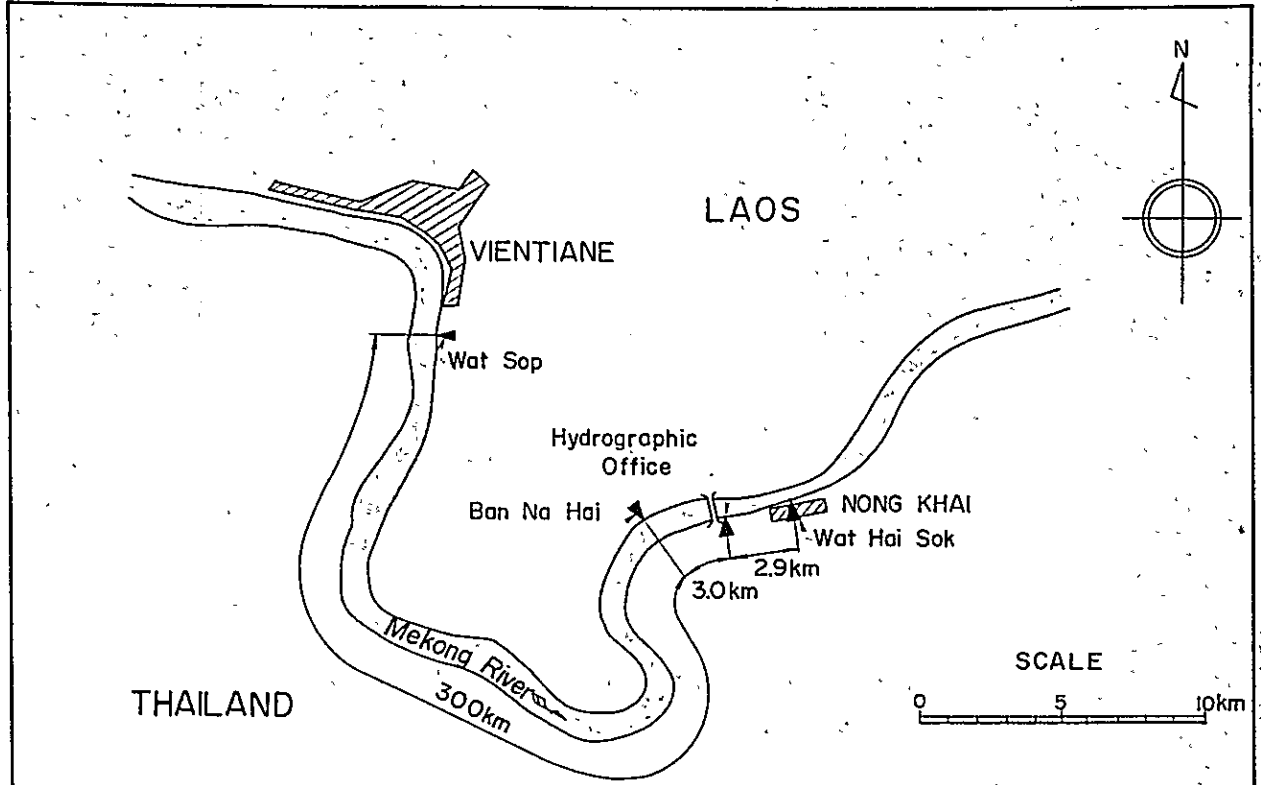 N
LAOS
VIENTIANE
Wat Sop
Hydrographic
Office
Ban Na Hai
NONG KHAI
Wat Hai Sok
2.9km
3.0km
Mekong River
300km
THAILAND
SCALE
0 5 10km